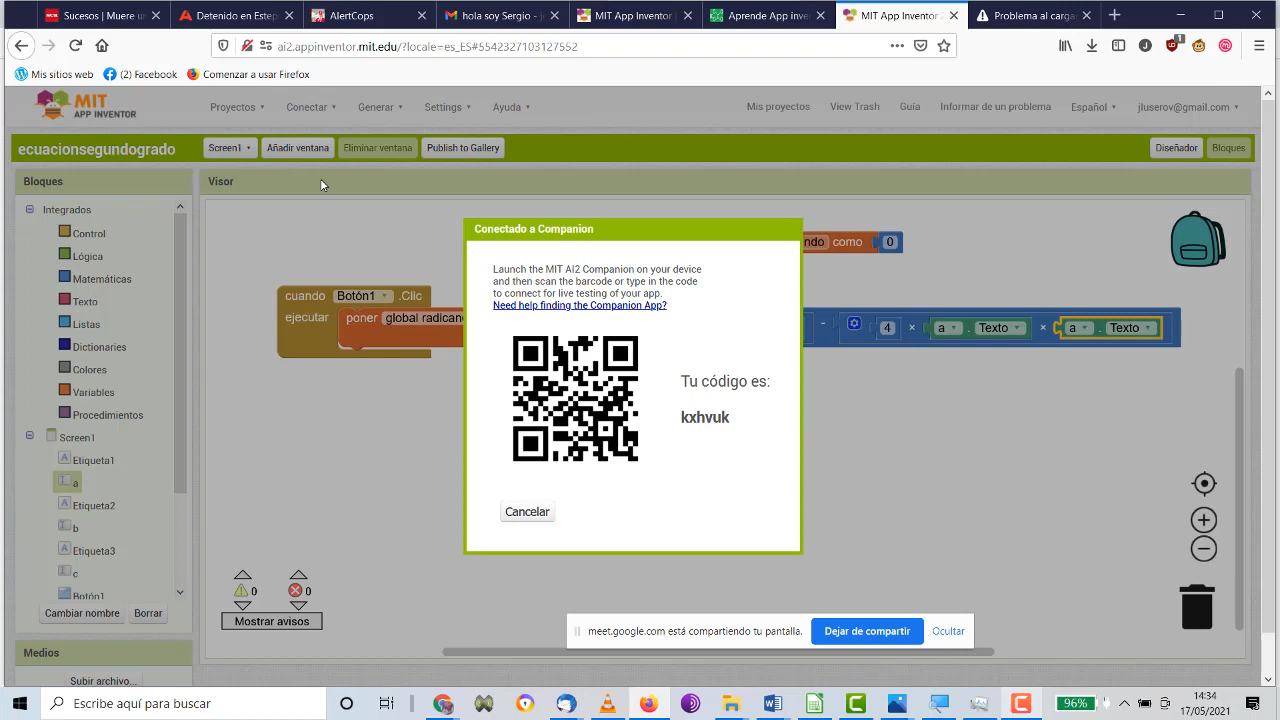 Sucesos | Murcia
Detenido en Estep
AlertCops
hola soy Sergio - j
MIT App Inventor
Aprende App Inv
MIT App Inventor
Problema al carga
ai2.appinventor.mit.edu/?locale=es_ES#5542327103127552
Mis sitios web
(2) Facebook
Comenzar a usar Firefox
MIT
APP INVENTOR
Proyectos
Conectar
Generar
Settings
Ayuda
Mis proyectos
View Trash
Guía
Informar de un problema
Español
jluserov@gmail.com
ecuacionsegundogrado
Screen1
Añadir ventana
Eliminar ventana
Publish to Gallery
Diseñador
Bloques
Bloques
Visor
Integrados
Control
Lógica
Matemáticas
Texto
Listas
Dictionaries
Colores
Variables
Procedimientos
Screen1
Etiqueta1
a
Etiqueta2
b
Etiqueta3
c
Botón1
Cambiar nombre
Borrar
Medios
Subir archivo...
ndo como 0
cuando Botón1 .Clic
ejecutar poner global radican
- 4 × a . Texto × a . Texto
Conectado a Companion
Launch the MIT AI2 Companion on your device
and then scan the barcode or type in the code
to connect for live testing of your app.
Need help finding the Companion App?
Tu código es:
kxhvuk
Cancelar
0
0
Mostrar avisos
meet.google.com está compartiendo tu pantalla.
Dejar de compartir
Ocultar
Escribe aquí para buscar
96%
14:34
17/05/2021